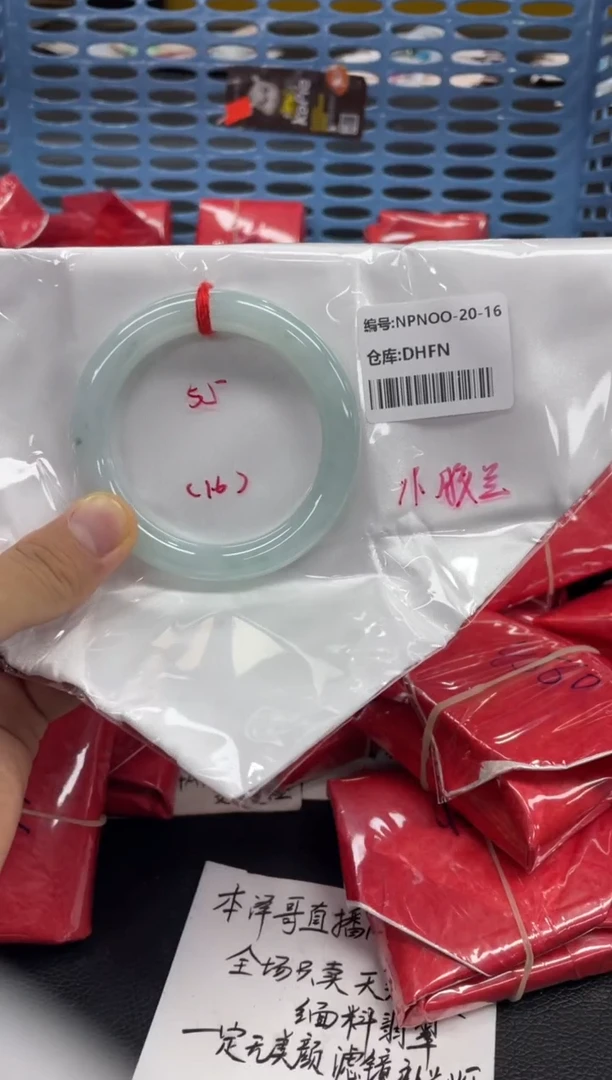 编号:NPNOO-20-16
仓库:DHFN
55
(16)
小胶兰
本泽哥直播
全场只卖天
缅料翡翠
一定无美颜滤镜